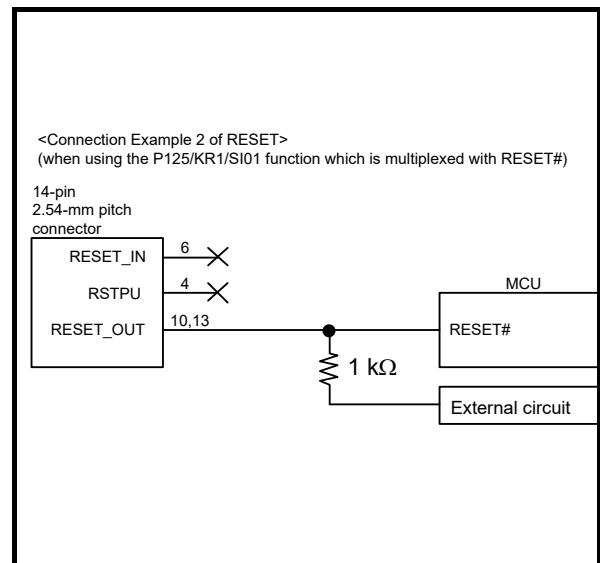 <Connection Example 2 of RESET>
(when using the P125/KR1/SI01 function which is multiplexed with RESET#)
14-pin
2.54-mm pitch
connector
RESET_IN
6
RSTPU
4
RESET_OUT
10,13
MCU
RESET#
1 kΩ
External circuit